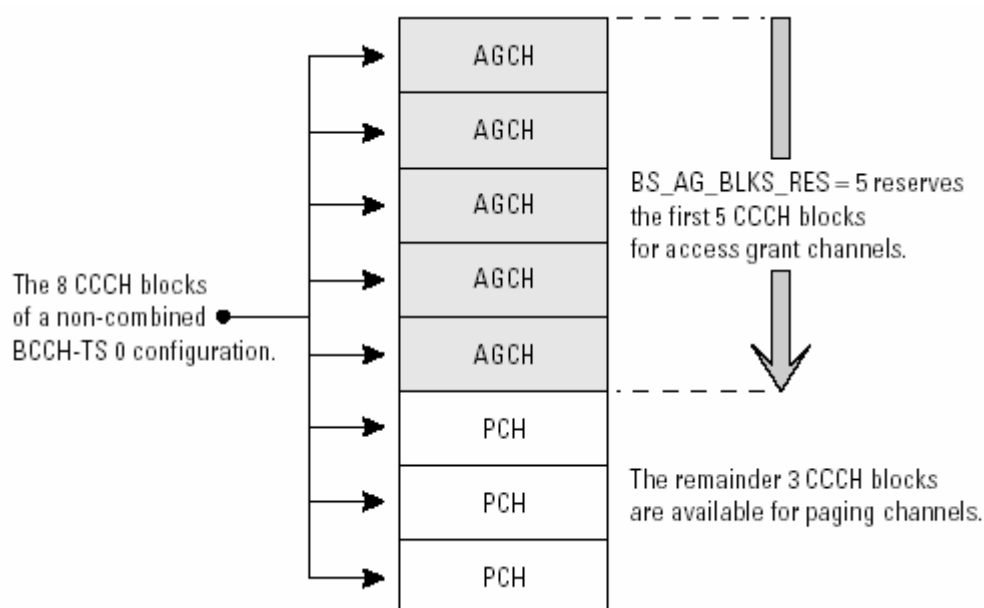 AGCH
AGCH
AGCH
AGCH
AGCH
PCH
PCH
PCH
The 8 CCCH blocks
of a non-combined
BCCH-TS 0 configuration.
BS_AG_BLKS_RES = 5 reserves
the first 5 CCCH blocks
for access grant channels.
The remainder 3 CCCH blocks
are available for paging channels.